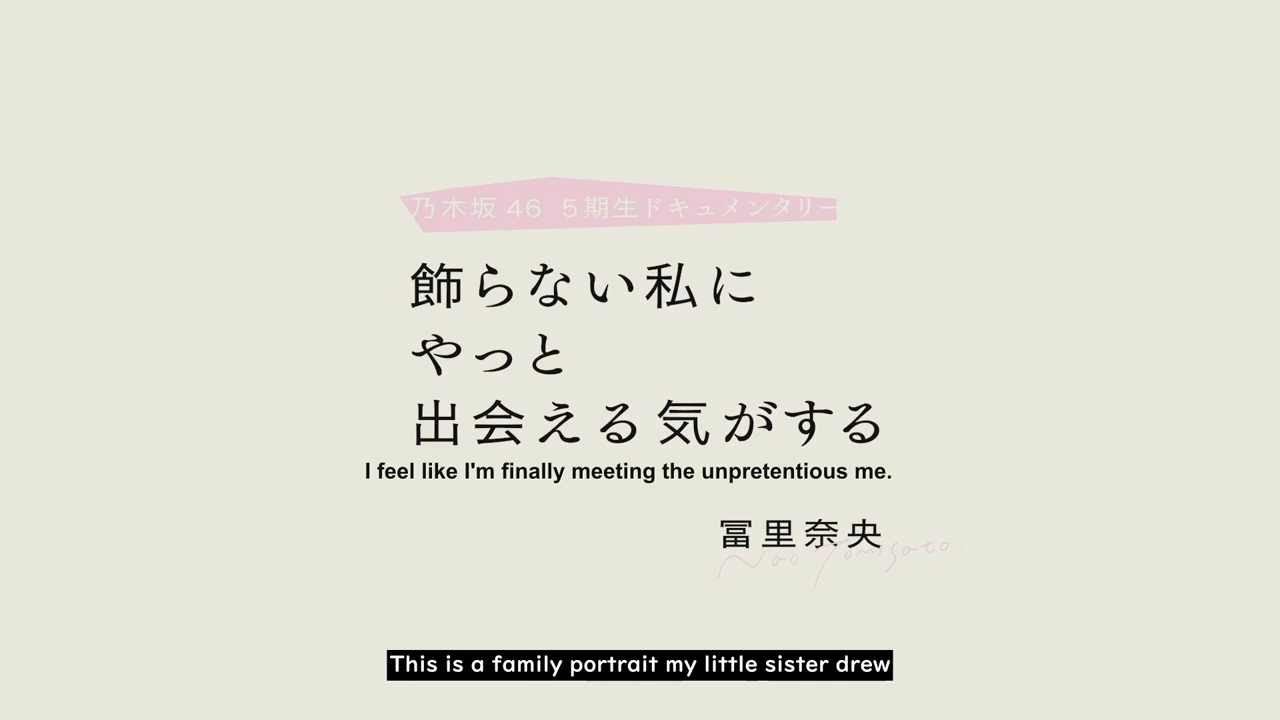 乃木坂46 5期生ドキュメンタリー
飾らない私に
やっと
出会える気がする
I feel like I'm finally meeting the unpretentious me.
冨里奈央
Nao Tomisato.
This is a family portrait my little sister drew